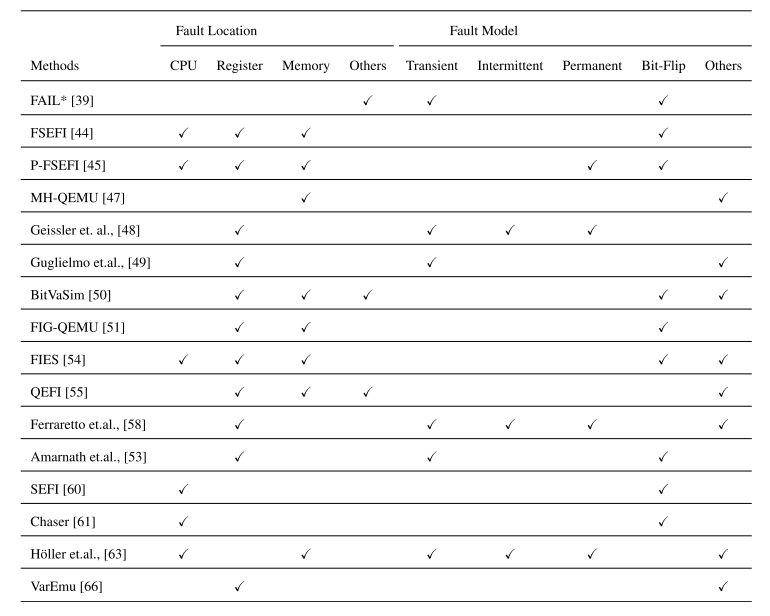 Fault Location Fault Model
Methods CPU Register Memory Others Transient Intermittent Permanent Bit-Flip Others
FAIL* [39] ✓ ✓ ✓
FSEFI [44] ✓ ✓ ✓ ✓
P-FSEFI [45] ✓ ✓ ✓ ✓ ✓
MH-QEMU [47] ✓ ✓
Geissler et. al., [48] ✓ ✓ ✓ ✓
Guglielmo et.al., [49] ✓ ✓ ✓
BitVaSim [50] ✓ ✓ ✓ ✓ ✓
FIG-QEMU [51] ✓ ✓ ✓
FIES [54] ✓ ✓ ✓ ✓ ✓
QEFI [55] ✓ ✓ ✓ ✓
Ferraretto et.al., [58] ✓ ✓ ✓ ✓ ✓
Amarnath et.al., [53] ✓ ✓ ✓
SEFI [60] ✓ ✓
Chaser [61] ✓ ✓
Höller et.al., [63] ✓ ✓ ✓ ✓ ✓ ✓
VarEmu [66] ✓ ✓